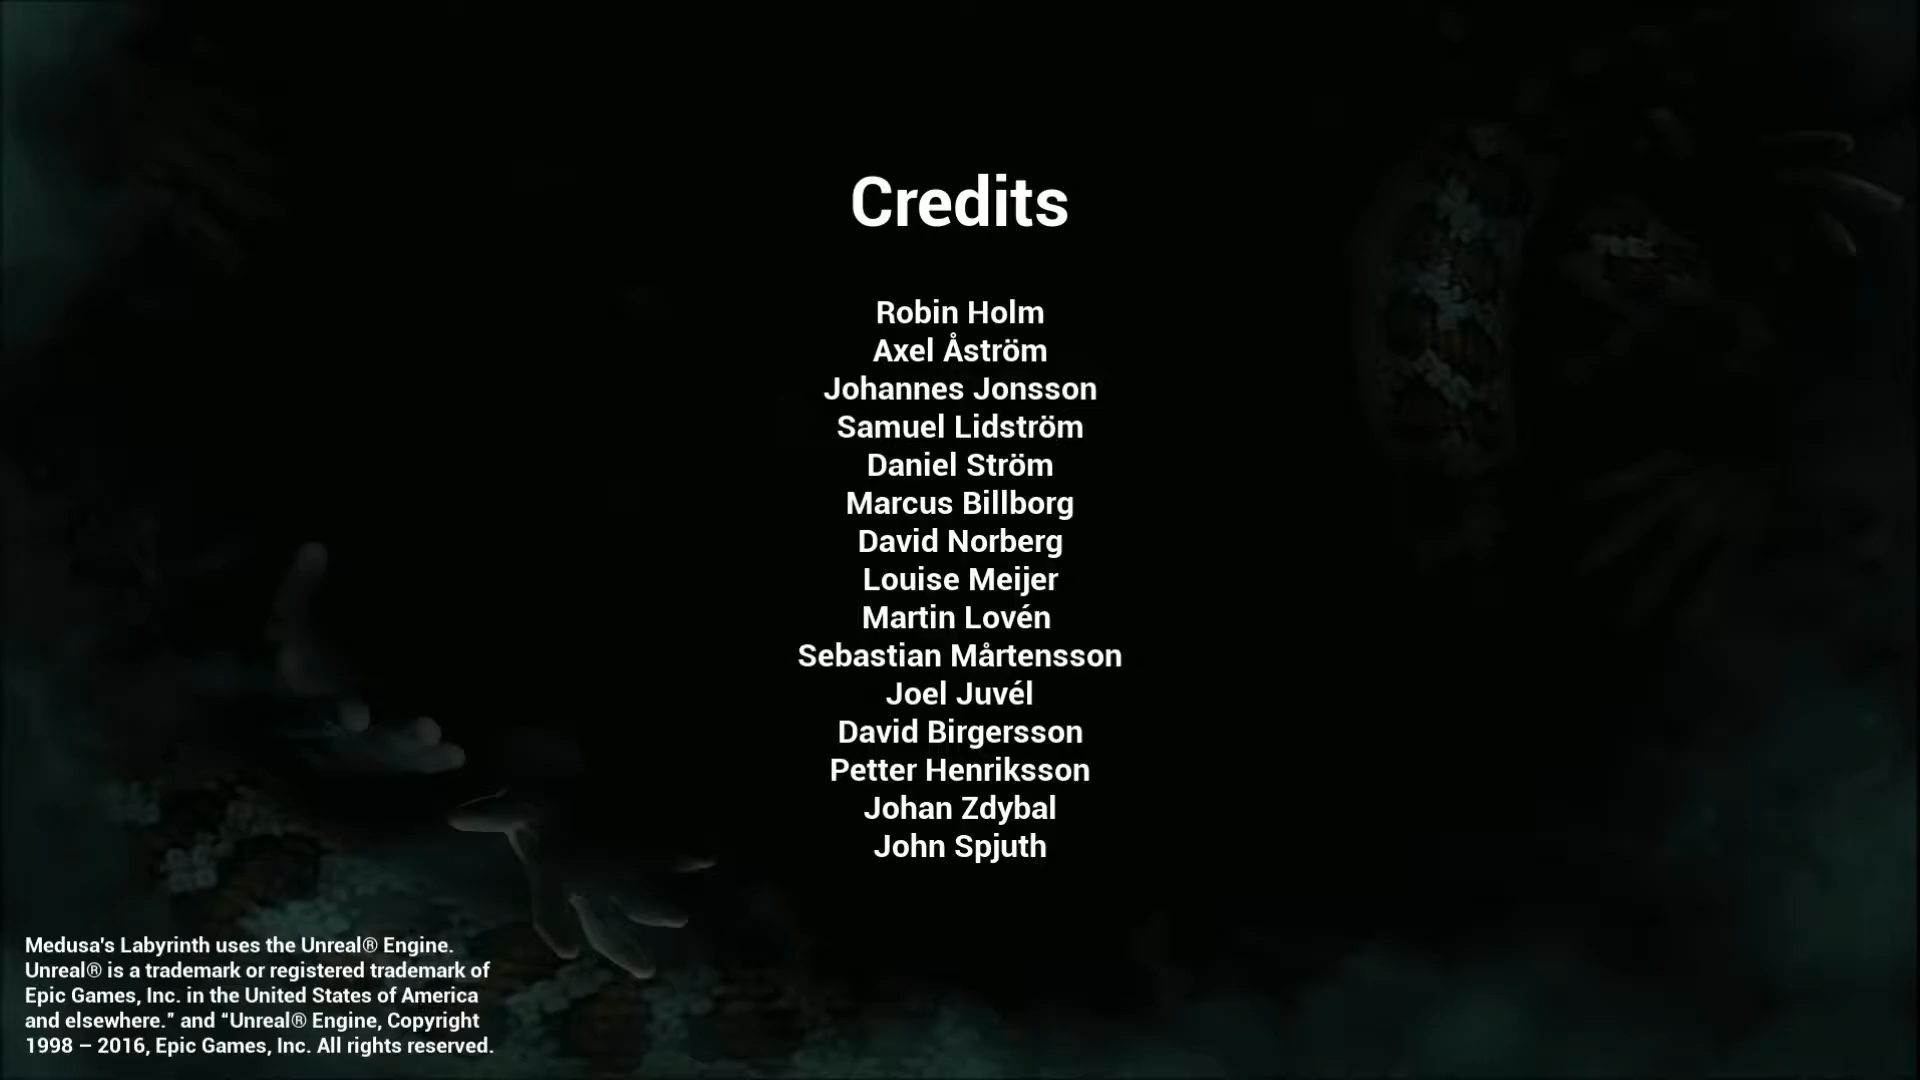 Credits
Robin Holm
Axel Åström
Johannes Jonsson
Samuel Lidström
Daniel Ström
Marcus Billborg
David Norberg
Louise Meijer
Martin Lovén
Sebastian Mårtensson
Joel Juvél
David Birgersson
Petter Henriksson
Johan Zdybal
John Spjuth
Medusa's Labyrinth uses the Unreal® Engine.
Unreal® is a trademark or registered trademark of
Epic Games, Inc. in the United States of America
and elsewhere.” and “Unreal® Engine, Copyright
1998 – 2016, Epic Games, Inc. All rights reserved.